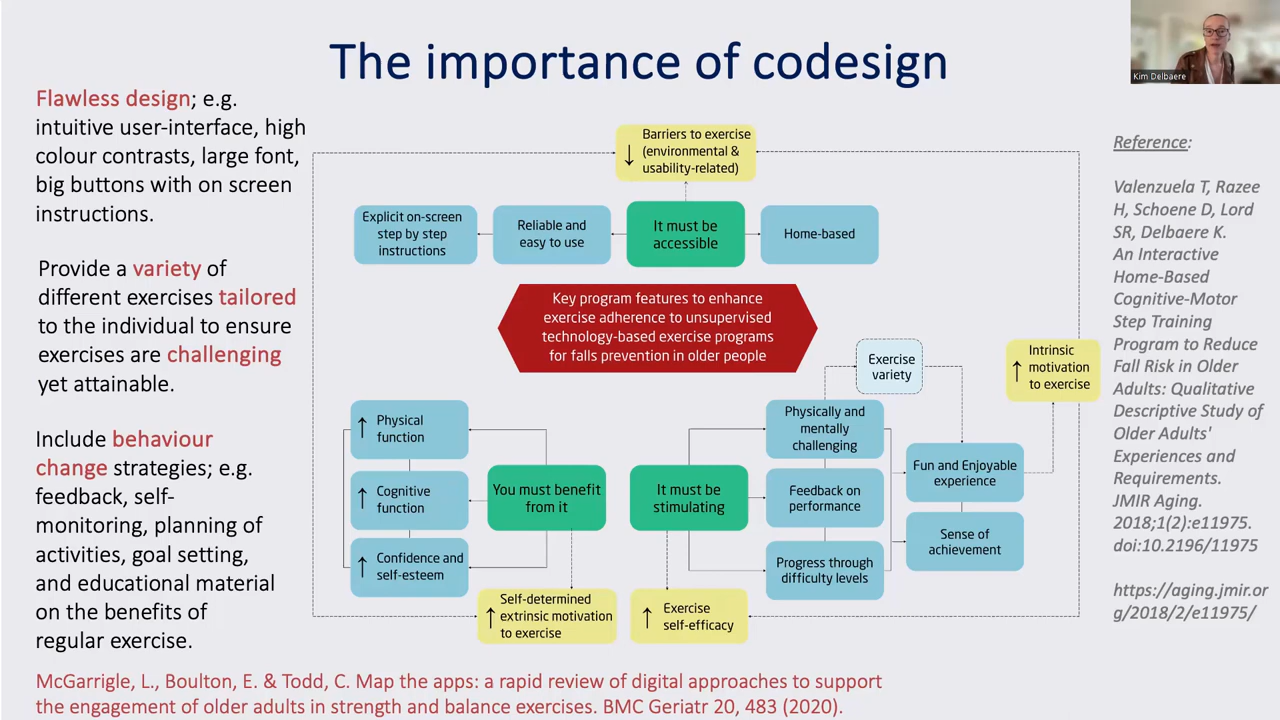 The importance of codesign
Kim Delbaere
Flawless design; e.g.
intuitive user-interface, high
colour contrasts, large font,
big buttons with on screen
instructions.
Provide a variety of
different exercises tailored
to the individual to ensure
exercises are challenging
yet attainable.
Include behaviour
change strategies; e.g.
feedback, self-
monitoring, planning of
activities, goal setting,
and educational material
on the benefits of
regular exercise.
↓ Barriers to exercise
(environmental &
usability-related)
Explicit on-screen
step by step
instructions
Reliable and
easy to use
It must be
accessible
Home-based
Key program features to enhance
exercise adherence to unsupervised
technology-based exercise programs
for falls prevention in older people
Exercise
variety
↑ Intrinsic
motivation
to exercise
↑ Physical
function
↑ Cognitive
function
↑ Confidence and
self-esteem
You must benefit
from it
It must be
stimulating
Physically and
mentally
challenging
Feedback on
performance
Progress through
difficulty levels
Fun and Enjoyable
experience
Sense of
achievement
↑ Self-determined
extrinsic motivation
to exercise
↑ Exercise
self-efficacy
Reference:
Valenzuela T, Razee
H, Schoene D, Lord
SR, Delbaere K.
An Interactive
Home-Based
Cognitive-Motor
Step Training
Program to Reduce
Fall Risk in Older
Adults: Qualitative
Descriptive Study of
Older Adults'
Experiences and
Requirements.
JMIR Aging.
2018;1(2):e11975.
doi:10.2196/11975
https://aging.jmir.or
g/2018/2/e11975/
McGarrigle, L., Boulton, E. & Todd, C. Map the apps: a rapid review of digital approaches to support
the engagement of older adults in strength and balance exercises. BMC Geriatr 20, 483 (2020).